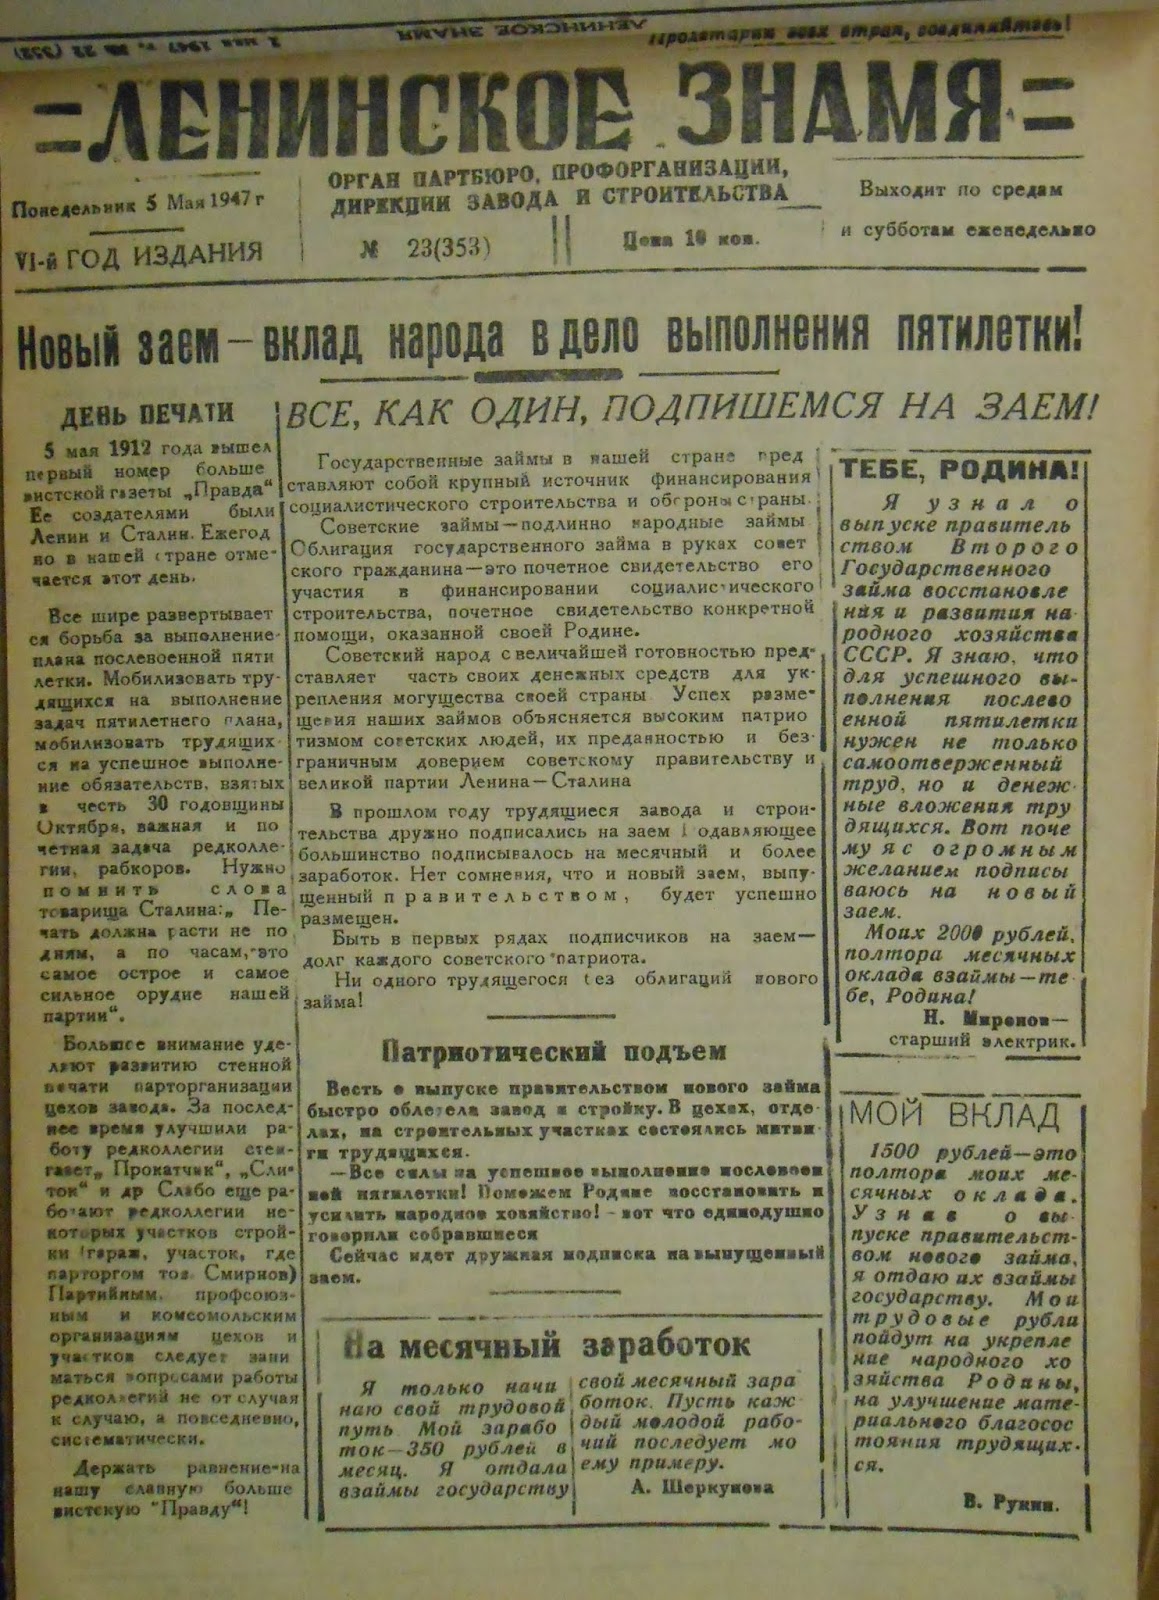 Пролетарии всех стран, соединяйтесь!
ЛЕНИНСКОЕ ЗНАМЯ
=ЛЕНИНСКОЕ ЗНАМЯ=
Понедельник 5 Мая 1947 г
VI-й ГОД ИЗДАНИЯ
ОРГАН ПАРТБЮРО, ПРОФОРГАНИЗАЦИИ,
ДИРЕКЦИИ ЗАВОДА И СТРОИТЕЛЬСТВА
№ 23(353)
Цена 10 коп.
Выходит по средам
и субботам еженедельно
Новый заем – вклад народа в дело выполнения пятилетки!
ДЕНЬ ПЕЧАТИ
5 мая 1912 года вышел
первый номер больше
вистской газеты „Правда"
Ее создателями были
Ленин и Сталин. Ежегод
но в нашей стране отме-
чается этот день.
Все шире развертывает
ся борьба за выполнение
плана послевоенной пяти
летки. Мобилизовать тру-
дящихся на выполнение
задач пятилетнего плана,
мобилизовать трудящих-
ся на успешное выполне-
ние обязательств, взятых
в честь 30 годовщины
Октября, важная и по
четная задача редколле-
гии, рабкоров. Нужно
помнить слова
товарища Сталина:„ Пе-
чать должна расти не по
дням, а по часам,-это
самое острое и самое
сильное орудие нашей
партии".
Большее внимание уде-
ляют развитию стенной
печати парторганизации
цехов завода. За послед-
нее время улучшили ра-
боту редколлегии стен-
газет„ Прокатчик", „Сли-
ток" и др Слабо еще ра-
ботают редколлегии не-
которых участков строй-
ки (гараж, участок, где
парторгом тов. Смирнов)
Партийным, профсоюз-
ным и комсомольским
организациям цехов и
участков следует зани
маться вопросами работы
редколлегий не от случая
к случаю, а повседневно,
систематически.
Держать равнение-на
нашу славную больше
вистскую "Правду"!
ВСЕ, КАК ОДИН, ПОДПИШЕМСЯ НА ЗАЕМ!
Государственные займы в нашей стране пред
ставляют собой крупный источник финансирования
социалистического строительства и обороны страны.
Советские займы—подлинно народные займы
Облигация государственного займа в руках совет
ского гражданина—это почетное свидетельство его
участия в финансировании социалистического
строительства, почетное свидетельство конкретной
помощи, оказанной своей Родине.
Советский народ с величайшей готовностью пред-
ставляет часть своих денежных средств для ук-
репления могущества своей страны Успех разме-
щения наших займов объясняется высоким патрио
тизмом советских людей, их преданностью и без-
граничным доверием советскому правительству и
великой партии Ленина—Сталина
В прошлом году трудящиеся завода и строи-
тельства дружно подписались на заем Подавляющее
большинство подписывалось на месячный и более
заработок. Нет сомнения, что и новый заем, выпу-
щенный правительством, будет успешно
размещен.
Быть в первых рядах подписчиков на заем—
долг каждого советского патриота.
Ни одного трудящегося без облигаций нового
займа!
Патриотический подъем
Весть о выпуске правительством нового займа
быстро облетела завод и стройку. В цехах, отде-
лах, на строительных участках состоялись митин
ги трудящихся.
—Все силы на успешное выполнение послевоен
ной пятилетки! Поможем Родине восстановить и
усилить народное хозяйство! - вот что единодушно
говорили собравшиеся
Сейчас идет дружная подписка на выпущенный
заем.
На месячный заработок
Я только начи
наю свой трудовой
путь Мой зарабо
ток—350 рублей в
месяц. Я отдала
взаймы государству
свой месячный зара
боток. Пусть каж
дый молодой рабо-
чий последует мо
ему примеру.
А. Шеркунова
ТЕБЕ, РОДИНА!
Я узнал о
выпуске правитель
ством Второго
Государственного
займа восстановле
ния и развития на-
родного хозяйства
СССР. Я знаю, что
для успешного вы-
полнения послево
енной пятилетки
нужен не только
самоотверженный
труд, но и денеж-
ные вложения тру
дящихся. Вот поче
му я с огромным
желанием подписы
ваюсь на новый
заем.
Моих 2000 рублей,
полтора месячных
оклада взаймы—те-
бе, Родина!
Н. Миронов—
старший электрик.
МОЙ ВКЛАД
1500 рублей—это
полтора моих ме-
сячных оклада.
Узнав о вы-
пуске правительст-
вом нового займа,
я отдаю их взаймы
государству. Мои
трудовые рубли
пойдут на укрепле
ние народного хо
зяйства Родины,
на улучшение мате-
риального благосос
тояния трудящих-
ся.
В. Рукин.